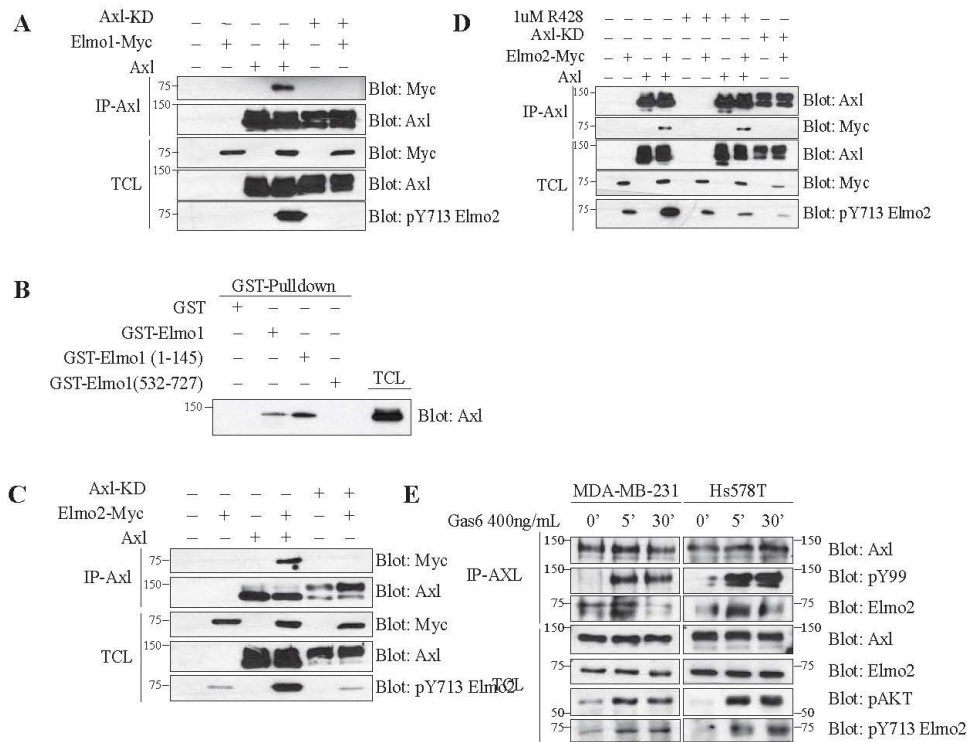 A
Axl-KD – – – – + +
Elmo1-Myc – + – + – +
Axl – – + + – –
IP-Axl
75 Blot: Myc
150 Blot: Axl
TCL
75 Blot: Myc
150 Blot: Axl
75 Blot: pY713 Elmo2
B
GST-Pulldown
GST + – – –
GST-Elmo1 – + – –
GST-Elmo1 (1-145) – – + –
GST-Elmo1(532-727) – – – + TCL
150 Blot: Axl
C
Axl-KD – – – – + +
Elmo2-Myc – + – + – +
Axl – – + + – –
IP-Axl
75 Blot: Myc
150 Blot: Axl
TCL
75 Blot: Myc
150 Blot: Axl
75 Blot: pY713 Elmo2
D
1uM R428 – – – – + + + + – –
Axl-KD – – – – – – – – + +
Elmo2-Myc – + – + – + – + – +
Axl – – + + – – + + – –
IP-Axl
150 Blot: Axl
75 Blot: Myc
TCL
150 Blot: Axl
75 Blot: Myc
75 Blot: pY713 Elmo2
E
MDA-MB-231 Hs578T
Gas6 400ng/mL 0’ 5’ 30’ 0’ 5’ 30’
IP-AXL
150 150 Blot: Axl
150 150 Blot: pY99
75 75 Blot: Elmo2
TCL
150 150 Blot: Axl
75 75 Blot: Elmo2
50 50 Blot: pAKT
75 75 Blot: pY713 Elmo2